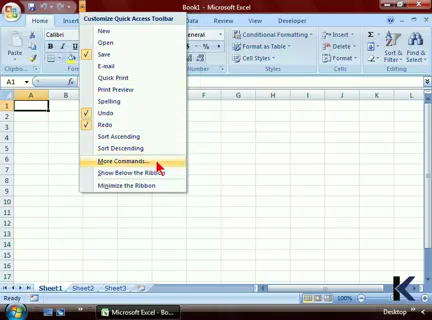 Book1 - Microsoft Excel
Customize Quick Access Toolbar
New
Open
Save
E-mail
Quick Print
Print Preview
Spelling
Undo
Redo
Sort Ascending
Sort Descending
More Commands...
Show Below the Ribbon
Minimize the Ribbon
Home
Review
View
Developer
Paste
Clipboard
Calibri
B
General
Conditional Formatting
Format as Table
Cell Styles
Styles
Insert
Delete
Format
Cells
Sort & Find &
Filter Select
Editing
A1
A B F G H I J K L
1
2
3
4
5
6
7
8
9
10
11
12
13
14
15
16
17
Sheet1 Sheet2 Sheet3
Ready
100%
Microsoft Excel - Book1
Desktop
K